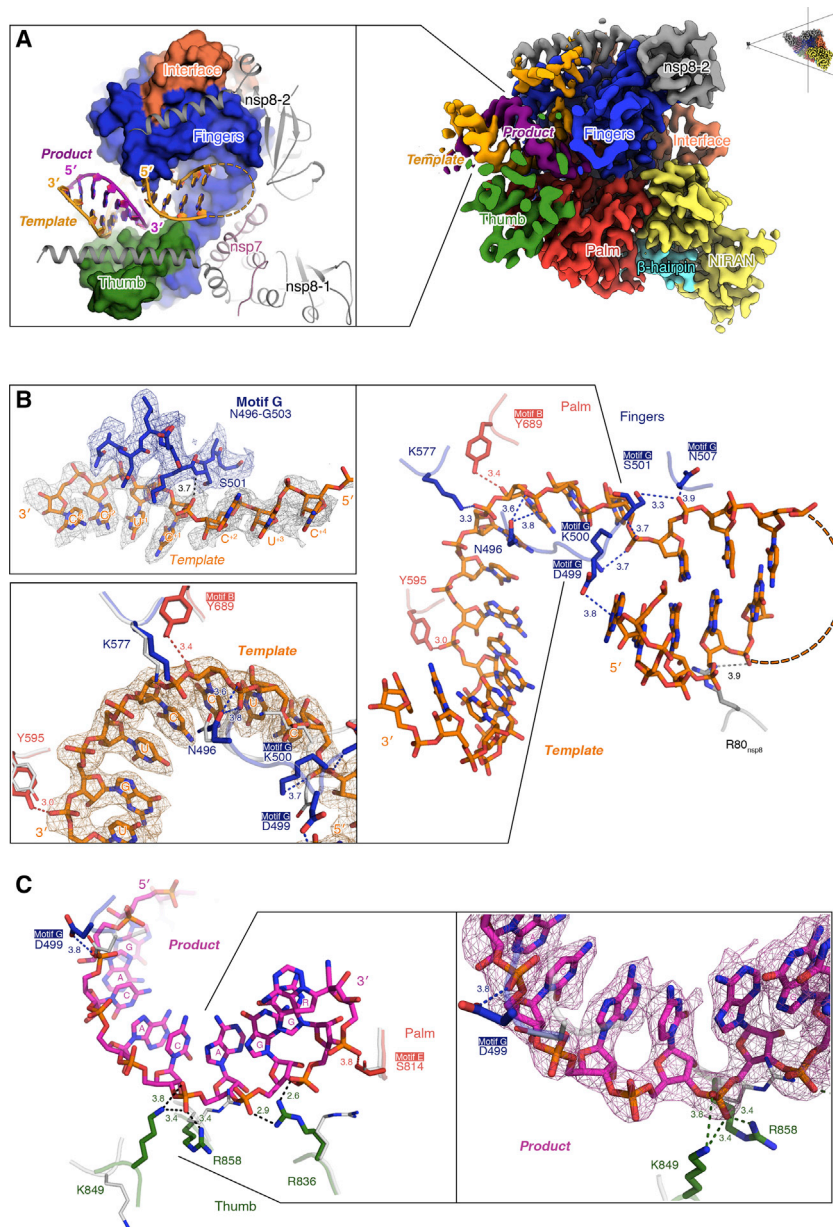 A
Interface
nsp8-2
Fingers
Product
5′
3′
5′
Template
3′
nsp7
Thumb
nsp8-1
nsp8-2
Product
Fingers
Template
Interface
Thumb
Palm
NiRAN
β-hairpin
B
Motif G
N496-G503
S501
3.7
3′
5′
Template
C+2
U+3
C+4
Motif B
Y689
K577
3.4
Template
3.6
3.8
Y595
N496
Motif G
K500
3.7
3.0
3′
U
G
U
Motif G
D499
5′
Palm
Fingers
Motif B
Y689
K577
Motif G
S501
Motif G
N507
3.4
3.3
3.6
3.8
3.3
3.9
N496
Motif G
K500
3.7
Motif G
D499
3.7
Y595
3.8
3.0
5′
3.9
3′
R80nsp8
Template
C
5′
Motif G
D499
3.8
Product
G
A
C
A
C
A
G
G
R
3′
Palm
3.8
Motif E
S814
3.8
3.4
3.4
2.9
2.6
K849
R858
R836
Thumb
3.8
Motif G
D499
Product
3.8
3.4
3.4
R858
K849